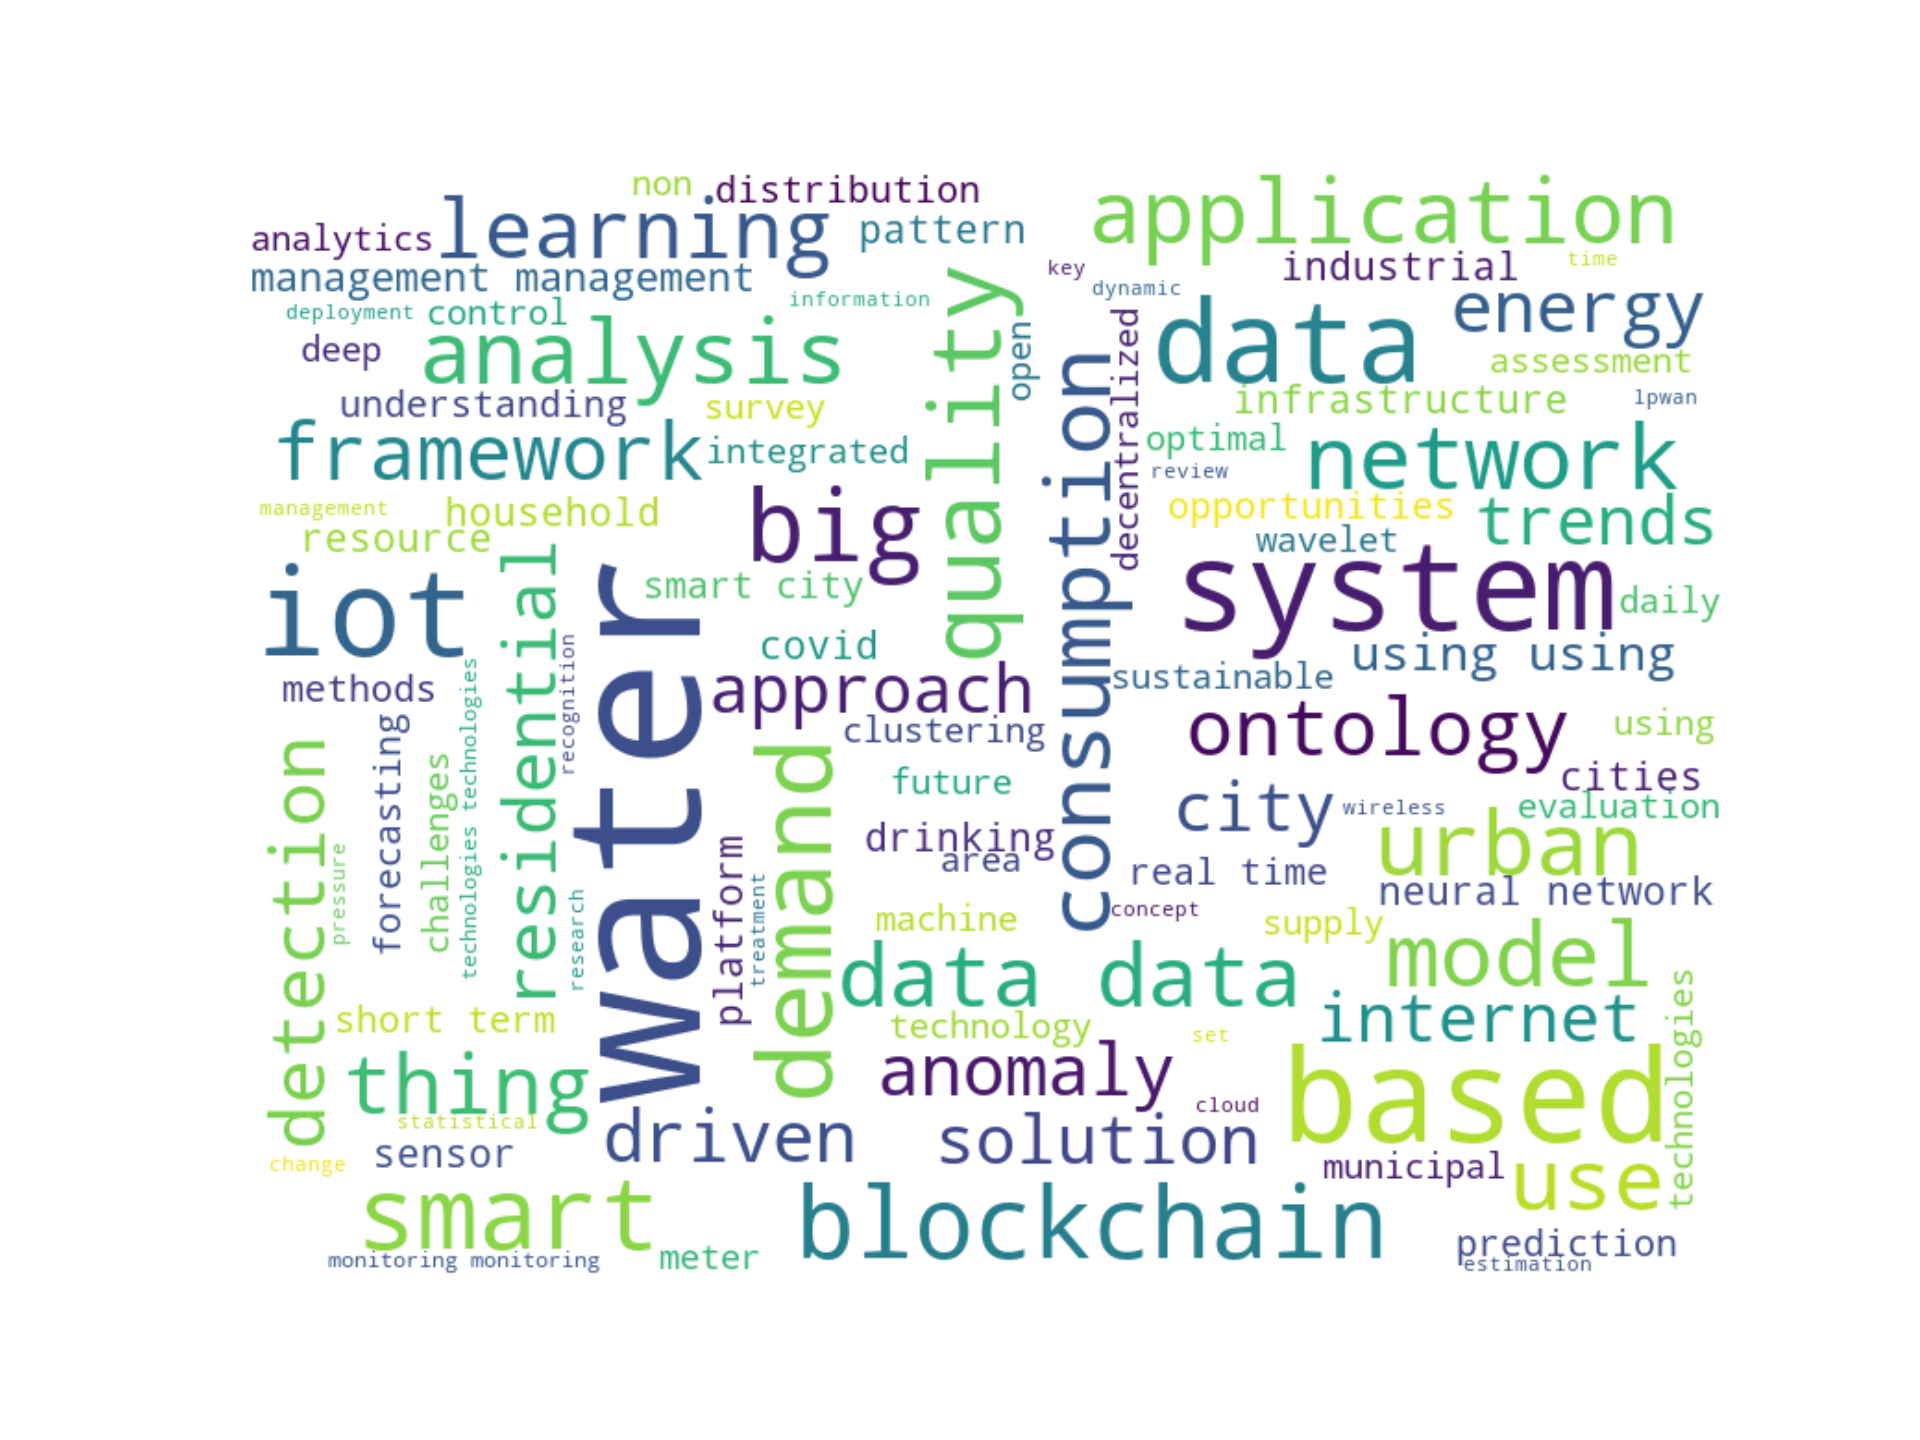 non
distribution
application
learning
analytics
pattern
management management
key
industrial
time
dynamic
information
deployment
control
data
energy
deep
analysis
quality
open
assessment
understanding
survey
consumption
decentralized
infrastructure
lpwan
framework
integrated
optimal
network
review
management
household
resource
big
opportunities
trends
wavelet
iot
residential
recognition
water
smart city
system
daily
covid
using using
methods
technologies technologies
approach
sustainable
clustering
ontology
using
forecasting
detection
challenges
demand
future
cities
city
wireless
evaluation
drinking
area
urban
pressure
research
platform
treatment
real time
neural network
machine
concept
supply
model
data data
short term
technology
set
internet
technologies
thing
anomaly
cloud
based
statistical
change
sensor
driven
solution
municipal
use
smart
blockchain
monitoring monitoring
meter
prediction
estimation